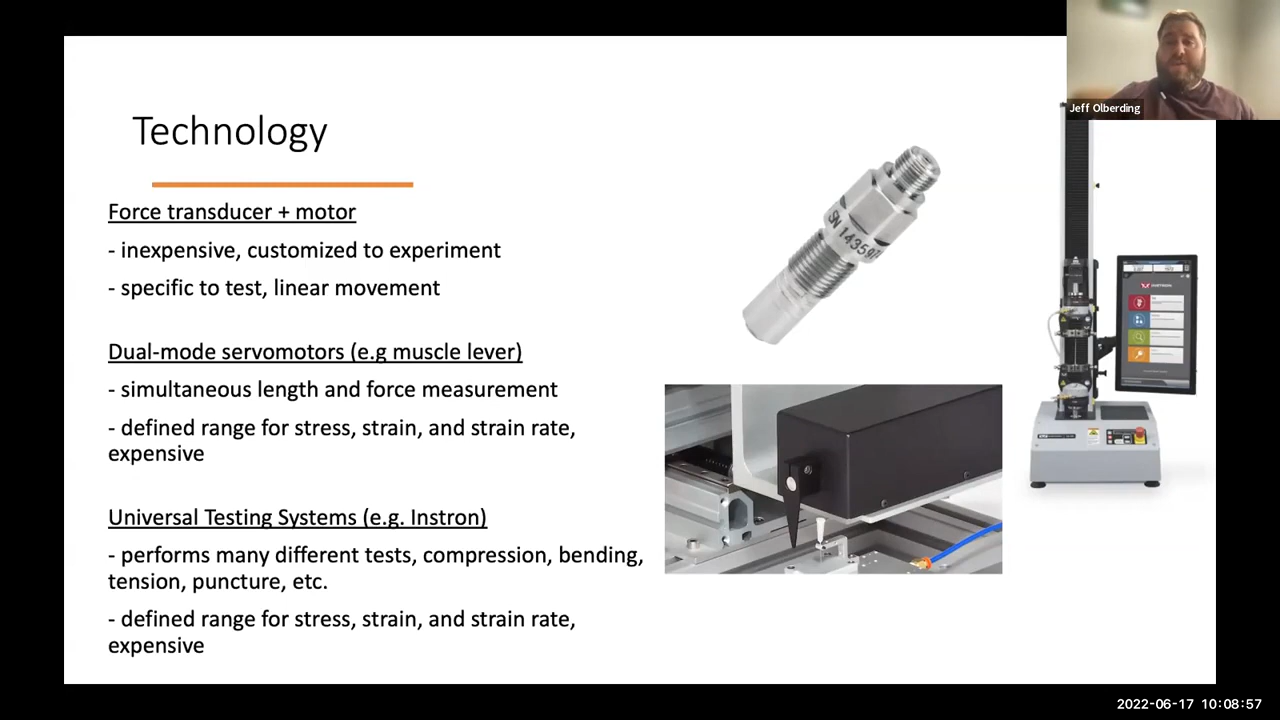 Jeff Olberding
Technology
Force transducer + motor
- inexpensive, customized to experiment
- specific to test, linear movement
Dual-mode servomotors (e.g muscle lever)
- simultaneous length and force measurement
- defined range for stress, strain, and strain rate,
expensive
Universal Testing Systems (e.g. Instron)
- performs many different tests, compression, bending,
tension, puncture, etc.
- defined range for stress, strain, and strain rate,
expensive
SN 143597
INSTRON
2022-06-17 10:08:57